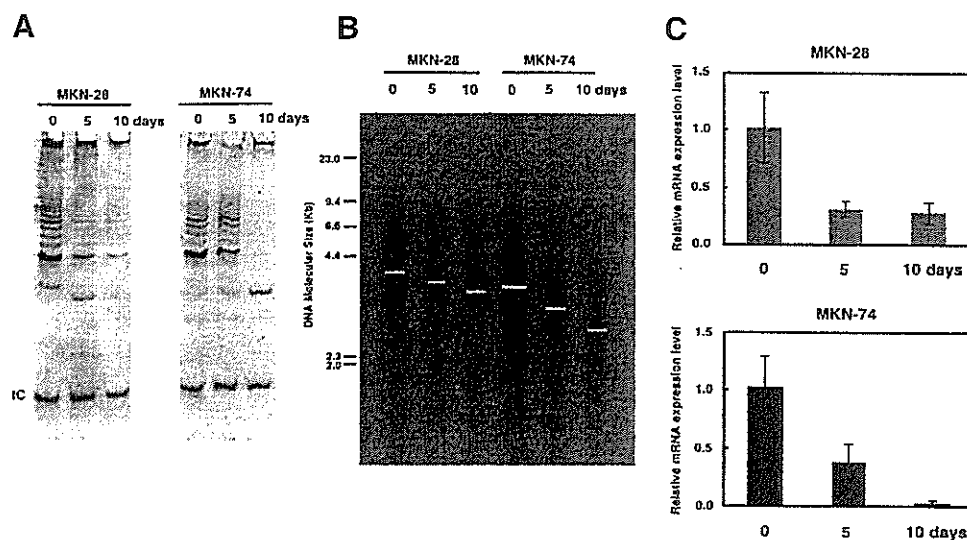 A
MKN-28
MKN-74
0 5 10 days
0 5 10 days
IC
B
MKN-28
MKN-74
0 5 10
0 5 10 days
DNA Molecular Size (Kb)
23.0
9.4
6.6
4.4
2.3
2.0
C
MKN-28
Relative mRNA expression level
1.5
1.0
0.5
0.0
0 5 10 days
MKN-74
Relative mRNA expression level
1.5
1.0
0.5
0.0
0 5 10 days